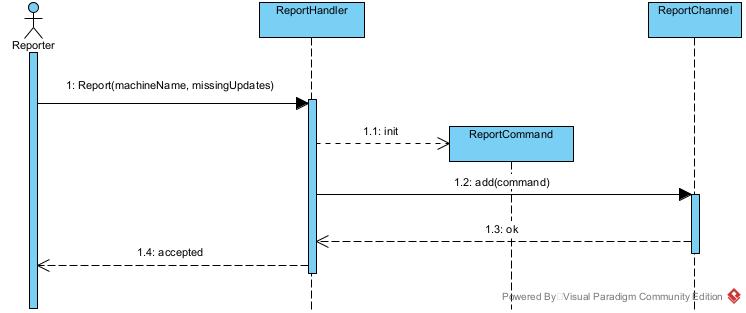 ReportHandler
ReportChannel
Reporter
1: Report(machineName, missingUpdates)
1.1: init
ReportCommand
1.2: add(command)
1.3: ok
1.4: accepted
Powered By Visual Paradigm Community Edition